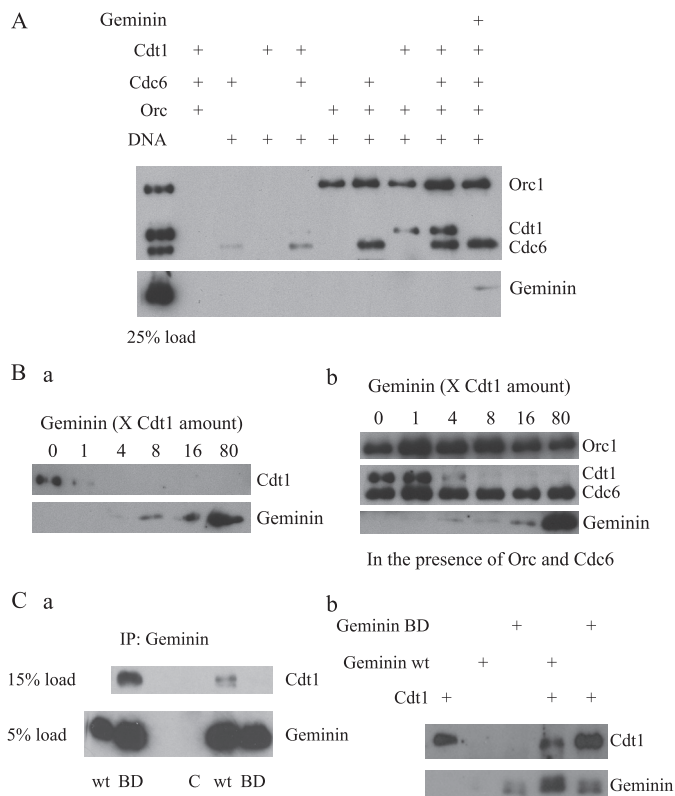 A
Geminin +
Cdt1 + + + + + +
Cdc6 + + + + + +
Orc + + + + + +
DNA + + + + + + + +
Orc1
Cdt1
Cdc6
Geminin
25% load
B a
Geminin (X Cdt1 amount)
0 1 4 8 16 80
Cdt1
Geminin
b
Geminin (X Cdt1 amount)
0 1 4 8 16 80
Orc1
Cdt1
Cdc6
Geminin
In the presence of Orc and Cdc6
C a
IP: Geminin
15% load
Cdt1
5% load
Geminin
wt BD C wt BD
b
Geminin BD + +
Geminin wt + +
Cdt1 + + +
Cdt1
Geminin